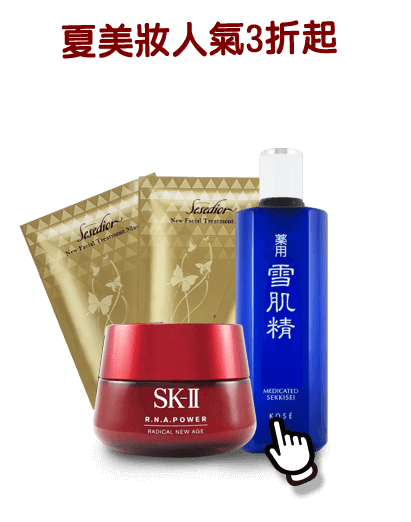 夏美妝人氣3折起
Sesedior
New Facial Treatment Mas
Sesedior
New Facial Treatment
薬用
雪肌精
MEDICATED
SEKKISEI
KOSÉ
SK-II
R.N.A.POWER
RADICAL NEW AGE